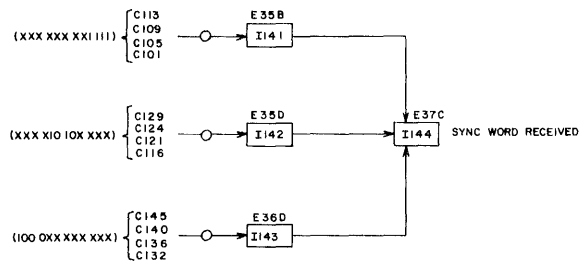 C113
E35B
(XXX XXX XX1 111) C109 I141
C105
C101
E37C
C129
E35D
(XXX X10 10X XXX) C124 I142 I144 SYNC WORD RECEIVED
C121
C116
C145
E36D
(100 0XX XXX XXX) C140 I143
C136
C132